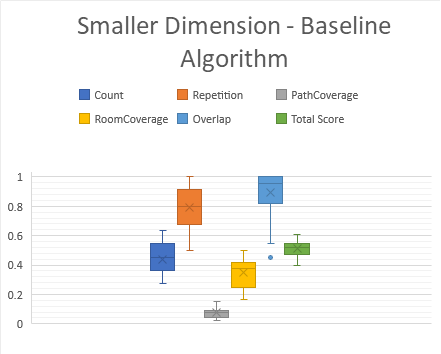 Smaller Dimension - Baseline
Algorithm
Count Repetition PathCoverage
RoomCoverage Overlap Total Score
1
0.8
0.6
0.4
0.2
0